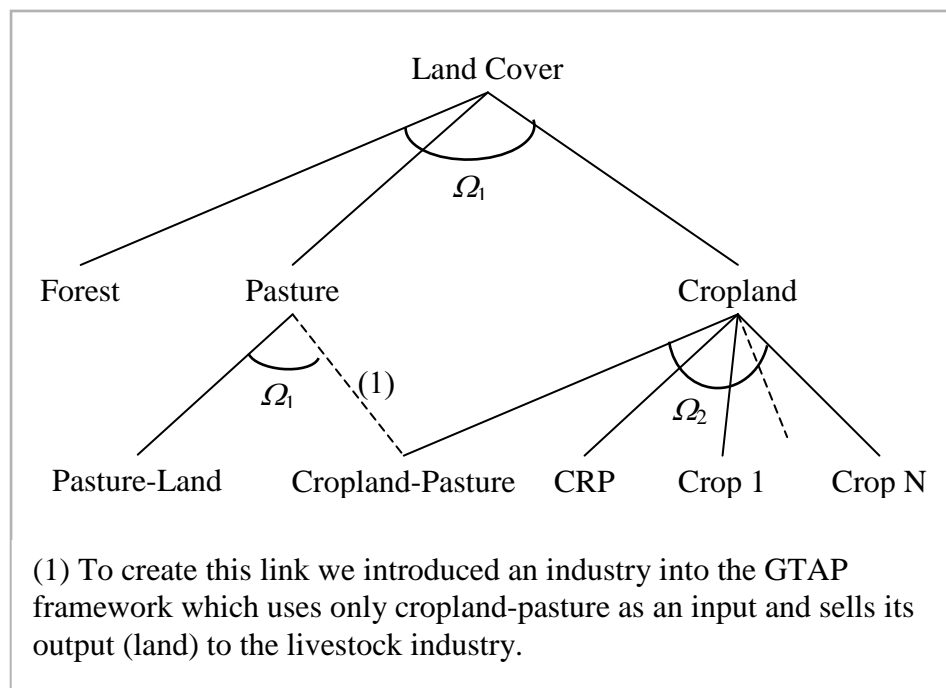 Land Cover
Ω1
Forest
Pasture
Cropland
Ω1
(1)
Ω2
Pasture-Land
Cropland-Pasture
CRP
Crop 1
Crop N
(1) To create this link we introduced an industry into the GTAP
framework which uses only cropland-pasture as an input and sells its
output (land) to the livestock industry.